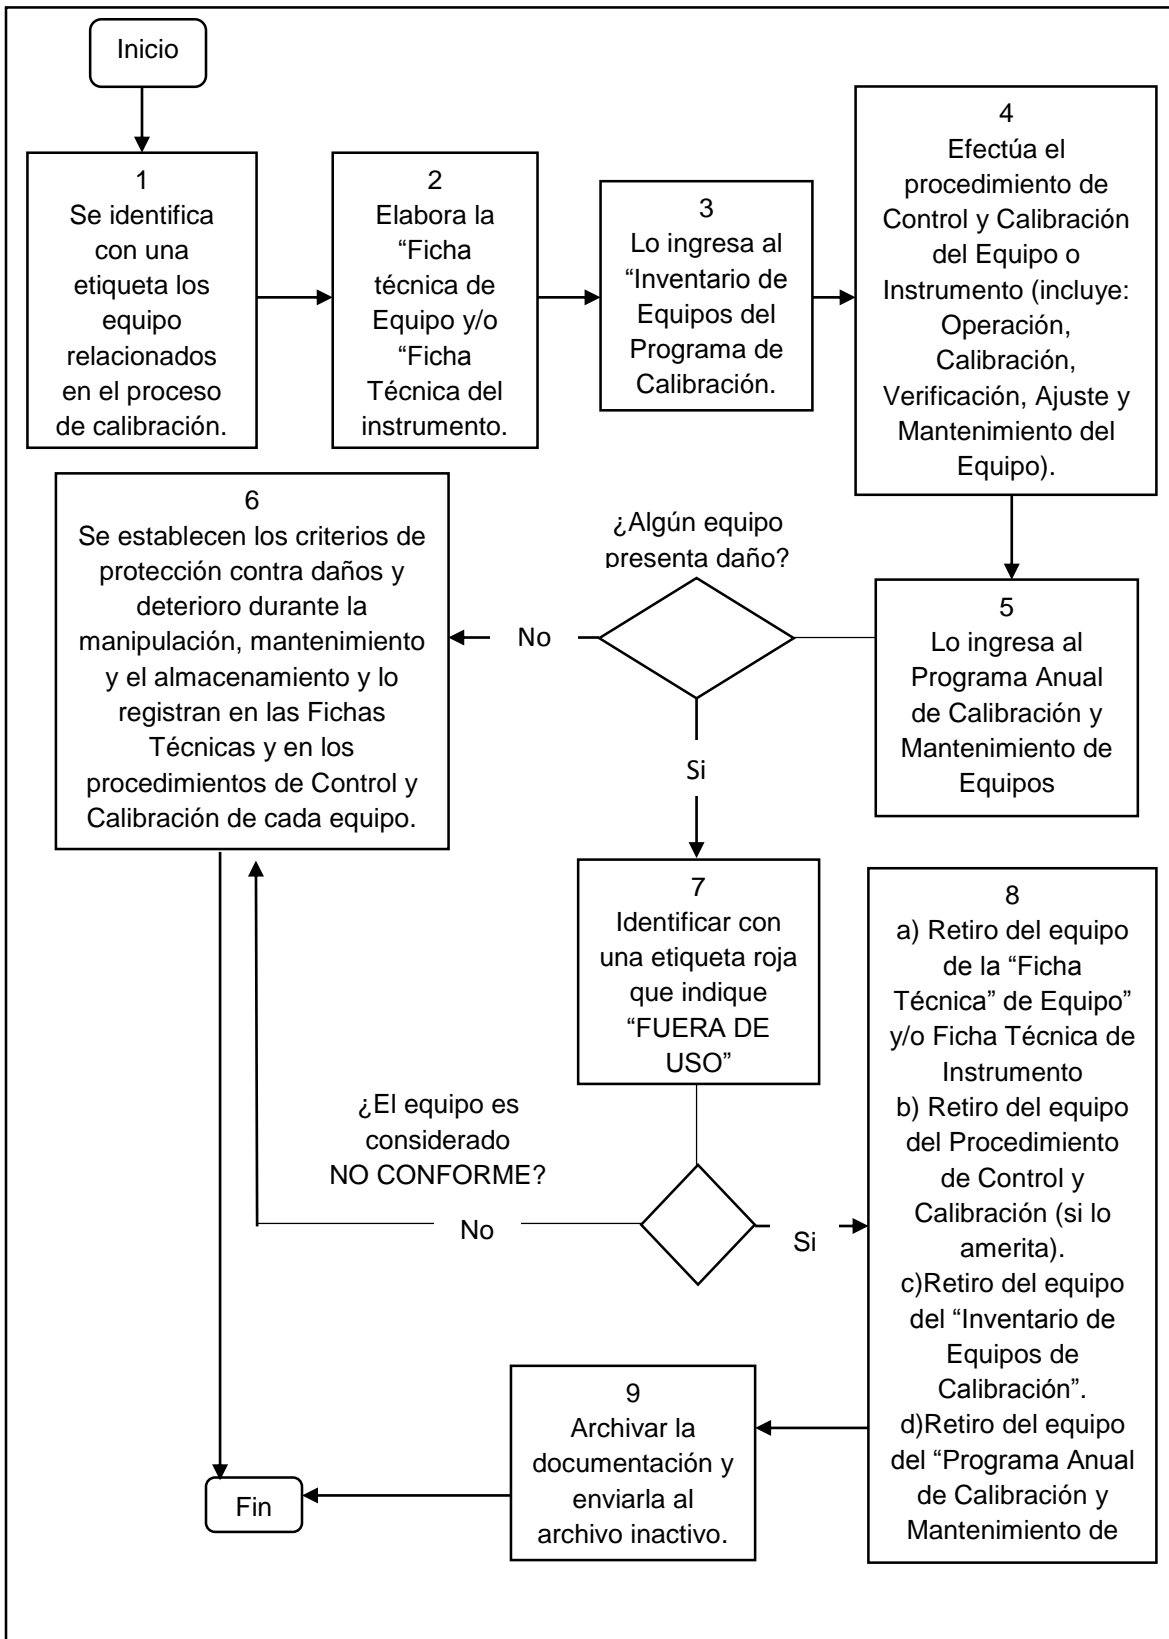 Inicio
1
Se identifica
con una
etiqueta los
equipo
relacionados
en el proceso
de calibración.
2
Elabora la
“Ficha
técnica de
Equipo y/o
“Ficha
Técnica del
instrumento.
3
Lo ingresa al
“Inventario de
Equipos del
Programa de
Calibración.
4
Efectúa el
procedimiento de
Control y Calibración
del Equipo o
Instrumento (incluye:
Operación,
Calibración,
Verificación, Ajuste y
Mantenimiento del
Equipo).
5
Lo ingresa al
Programa Anual
de Calibración y
Mantenimiento de
Equipos
¿Algún equipo
presenta daño?
No
Si
6
Se establecen los criterios de
protección contra daños y
deterioro durante la
manipulación, mantenimiento
y el almacenamiento y lo
registran en las Fichas
Técnicas y en los
procedimientos de Control y
Calibración de cada equipo.
7
Identificar con
una etiqueta roja
que indique
“FUERA DE
USO”
¿El equipo es
considerado
NO CONFORME?
No
Si
8
a) Retiro del equipo
de la “Ficha
Técnica” de Equipo”
y/o Ficha Técnica de
Instrumento
b) Retiro del equipo
del Procedimiento
de Control y
Calibración (si lo
amerita).
c)Retiro del equipo
del “Inventario de
Equipos de
Calibración”.
d)Retiro del equipo
del “Programa Anual
de Calibración y
Mantenimiento de
9
Archivar la
documentación y
enviarla al
archivo inactivo.
Fin